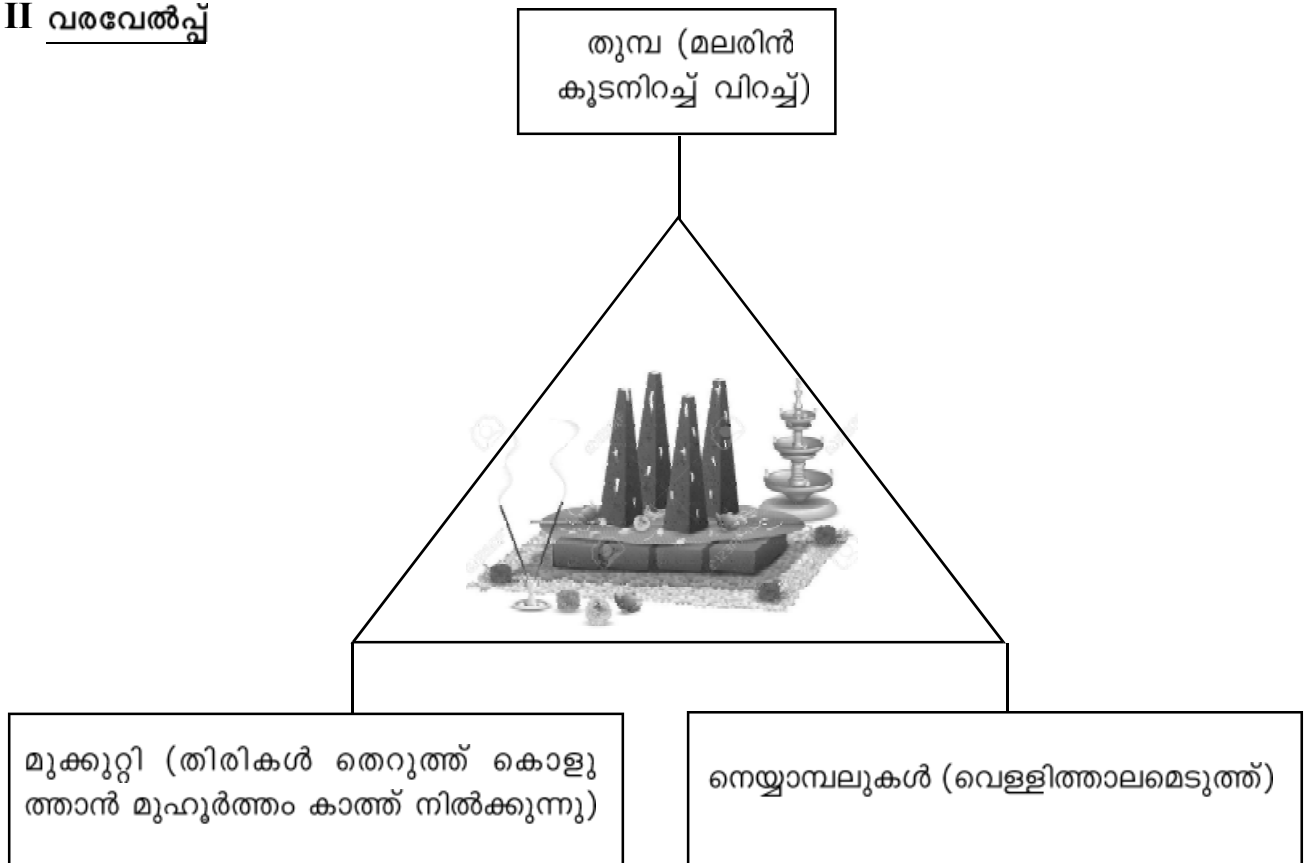 II വരവേൽപ്പ്
തുമ്പ (മലരിൻ
കൂടനിറച്ച് വിറച്ച്)
മുക്കുറ്റി (തിരികൾ തെറുത്ത് കൊളു
ത്താൻ മുഹൂർത്തം കാത്ത് നിൽക്കുന്നു)
നെയ്യാമ്പലുകൾ (വെള്ളിത്താലമെടുത്ത്)